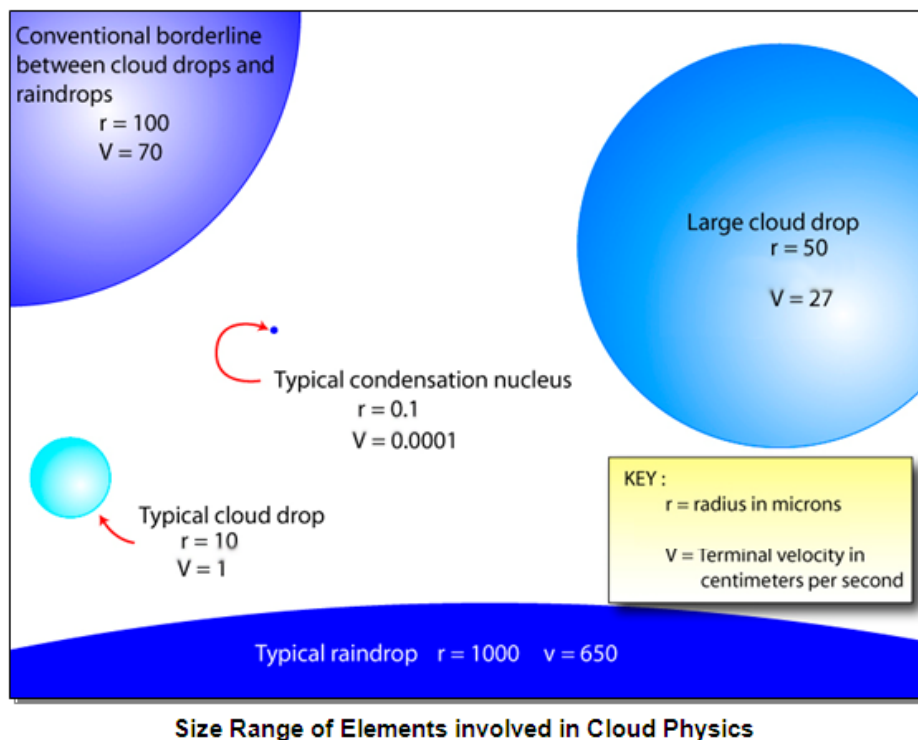 Conventional borderline
between cloud drops and
raindrops
r = 100
V = 70
Large cloud drop
r = 50
V = 27
Typical condensation nucleus
r = 0.1
V = 0.0001
Typical cloud drop
r = 10
V = 1
KEY :
r = radius in microns
V = Terminal velocity in
centimeters per second
Typical raindrop r = 1000 v = 650
Size Range of Elements involved in Cloud Physics